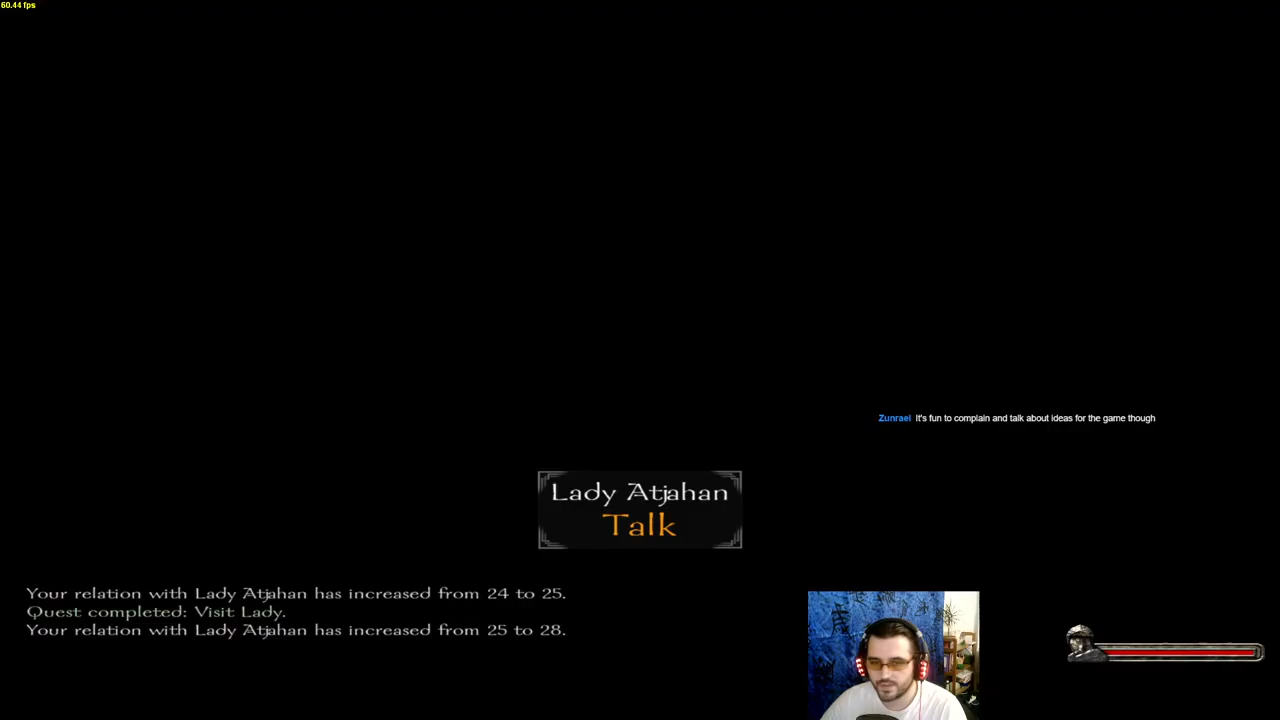 60.44 fps
Zunrael It's fun to complain and talk about ideas for the game though
Lady Atjahan
Talk
Your relation with Lady Atjahan has increased from 24 to 25.
Quest completed: Visit Lady.
Your relation with Lady Atjahan has increased from 25 to 28.